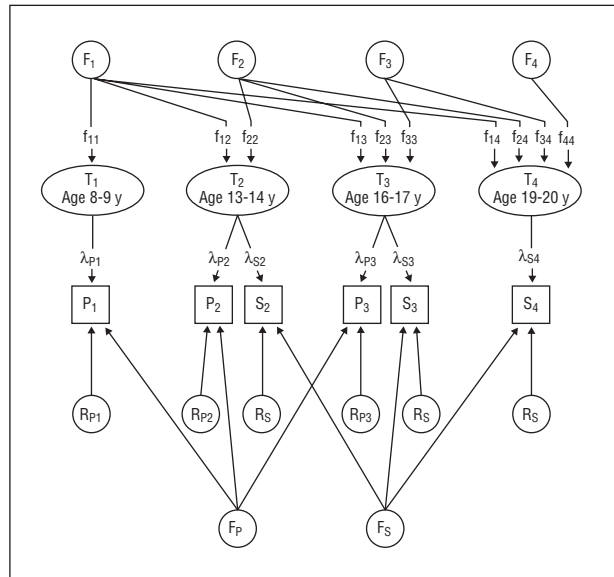 F1 F2 F3 F4
f11 f12 f22 f13 f23 f33 f14 f24 f34 f44
T1 T2 T3 T4
Age 8-9 y Age 13-14 y Age 16-17 y Age 19-20 y
λP1 λP2 λS2 λP3 λS3 λS4
P1 P2 S2 P3 S3 S4
RP1 RP2 RS RP3 RS RS
FP FS